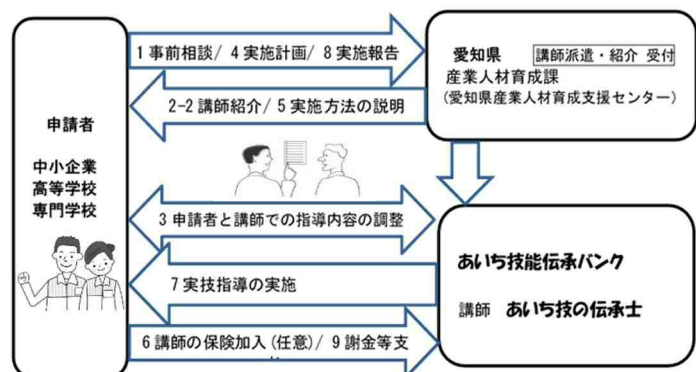 1 事前相談/ 4 実施計画/ 8 実施報告
愛知県 講師派遣・紹介 受付
産業人材育成課
(愛知県産業人材育成支援センター)
2-2 講師紹介/ 5 実施方法の説明
申請者
中小企業
高等学校
専門学校
3 申請者と講師での指導内容の調整
あいち技能伝承バンク
7 実技指導の実施
講師 あいち技の伝承士
6 講師の保険加入(任意)/ 9 謝金等支